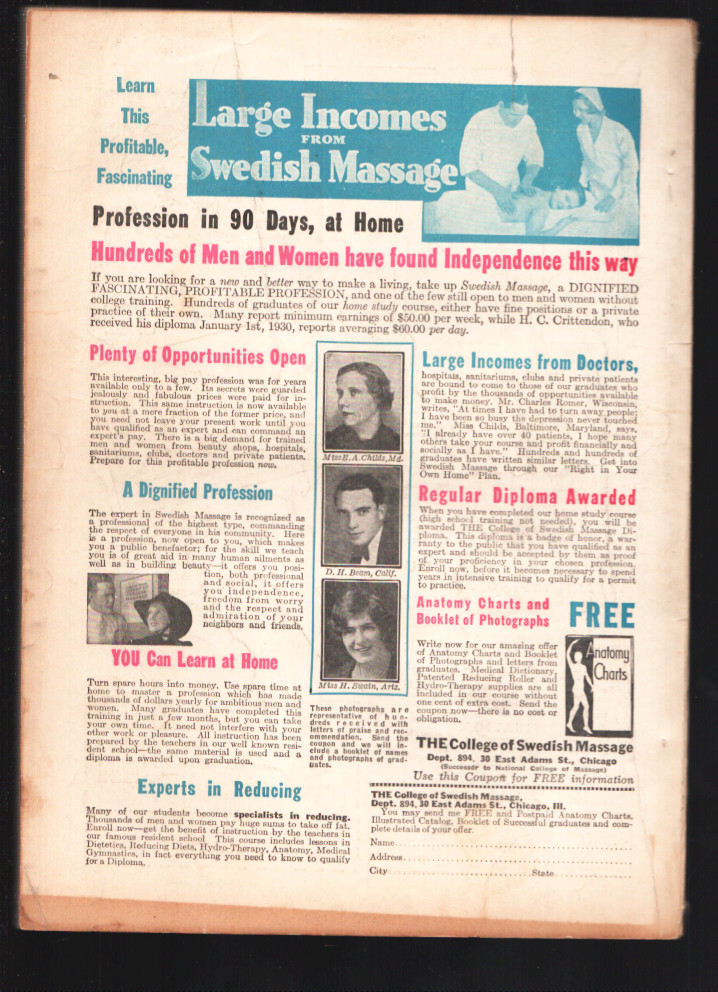 Learn
This
Profitable,
Fascinating
Large Incomes
FROM
Swedish Massage
Profession in 90 Days, at Home
Hundreds of Men and Women have found Independence this way
If you are looking for a new and better way to make a living, take up Swedish Massage, a DIGNIFIED
FASCINATING, PROFITABLE PROFESSION, and one of the few still open to men and women without
college training. Hundreds of graduates of our home study course, either have fine positions or a private
practice of their own. Many report minimum earnings of $50.00 per week, while H. C. Crittendon, who
received his diploma January 1st, 1930, reports averaging $60.00 per day.
Plenty of Opportunities Open
This interesting, big pay profession was for years
available only to a few. Its secrets were guarded
jealously and fabulous prices were paid for in-
struction. This same instruction is now available
to you at a mere fraction of the former price, and
you need not leave your present work until you
have qualified as an expert and can command an
expert's pay. There is a big demand for trained
men and women from beauty shops, hospitals,
sanitariums, clubs, doctors and private patients.
Prepare for this profitable profession now.
A Dignified Profession
The expert in Swedish Massage is recognized as
a professional of the highest type, commanding
the respect of everyone in his community. Here
is a profession, now open to you, which makes
you a public benefactor; for the skill we teach
you is of great aid in many human ailments as
well as in building beauty—it offers you posi-
tion, both professional
and social, it offers
you independence,
freedom from worry
and the respect and
admiration of your
neighbors and friends.
YOU Can Learn at Home
Turn spare hours into money. Use spare time at
home to master a profession which has made
thousands of dollars yearly for ambitious men and
women. Many graduates have completed this
training in just a few months, but you can take
your own time. It need not interfere with your
other work or pleasure. All instruction has been
prepared by the teachers in our well known resi-
dent school—the same material is used and a
diploma is awarded upon graduation.
Experts in Reducing
Many of our students become specialists in reducing.
Thousands of men and women pay huge sums to take off fat.
Enroll now—get the benefit of instruction by the teachers in
our famous resident school This course includes lessons in
Dietetics, Reducing Diets, Hydro-Therapy, Anatomy, Medical
Gymnastics, in fact everything you need to know to qualify
for a Diploma.
Miss E. A. Childs, Md.
D. H. Beam, Calif.
Miss H. Swain, Ariz.
These photographs are
representative of hun-
dreds received with
letters of praise and rec-
ommendation. Send the
coupon and we will in-
clude a booklet of names
and photographs of grad-
uates.
Large Incomes from Doctors,
hospitals, sanitariums, clubs and private patients
are bound to come to those of our graduates who
profit by the thousands of opportunities available
to make money. Mr. Charles Romer, Wisconsin,
writes, "At times I have had to turn away people;
I have been so busy the depression never touched
me." Miss Childs, Baltimore, Maryland, says,
"I already have over 40 patients, I hope many
others take your course and profit financially and
socially as I have." Hundreds and hundreds of
graduates have written similar letters. Get into
Swedish Massage through our "Right in Your
Own Home" Plan.
Regular Diploma Awarded
When you have completed our home study course
(high school training not needed), you will be
awarded THE College of Swedish Massage Di-
ploma. This diploma is a badge of honor, a war-
ranty to the public that you have qualified as an
expert and should be accepted by them as proof
of your proficiency in your chosen profession.
Enroll now, before it becomes necessary to spend
years in intensive training to qualify for a permit
to practice.
Anatomy Charts and
Booklet of Photographs
FREE
Write now for our amazing offer
of Anatomy Charts and Booklet
of Photographs and letters from
graduates. Medical Dictionary,
Patented Reducing Roller and
Hydro-Therapy supplies are all
included in our course without
one cent of extra cost. Send the
coupon now—there is no cost or
obligation.
Anatomy
Charts
THE College of Swedish Massage
Dept. 894, 30 East Adams St., Chicago
(Successor to National College of Massage)
Use this Coupon for FREE information
THE College of Swedish Massage,
Dept. 894, 30 East Adams St., Chicago, Ill.
You may send me FREE and Postpaid Anatomy Charts,
Illustrated Catalog, Booklet of Successful graduates and com-
plete details of your offer.
Name
Address
City State